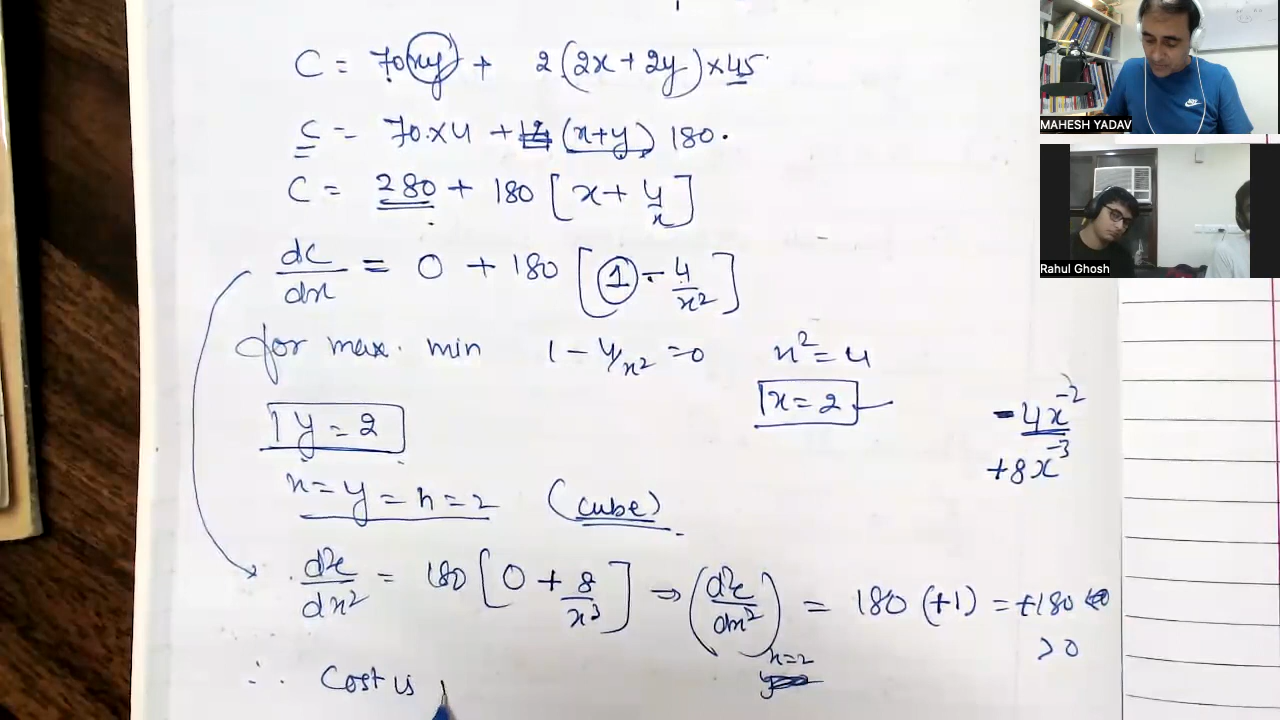 C = 70xy + 2(2x+2y)×45
C = 70×4 + (x+y) 180.
C = 280 + 180 [x + 4/x]
dc/dx = 0 + 180 [1 - 4/x²]
for max. min 1 - 4/x² = 0 x² = 4
x = 2
y = 2
-4x⁻²
+8x⁻³
x = y = h = 2 (cube)
d²c/dx² = 180 [0 + 8/x³] ⇒ (d²c/dx²) x=2 = 180 (+1) = +180
>0
∴ Cost is
MAHESH YADAV
Rahul Ghosh